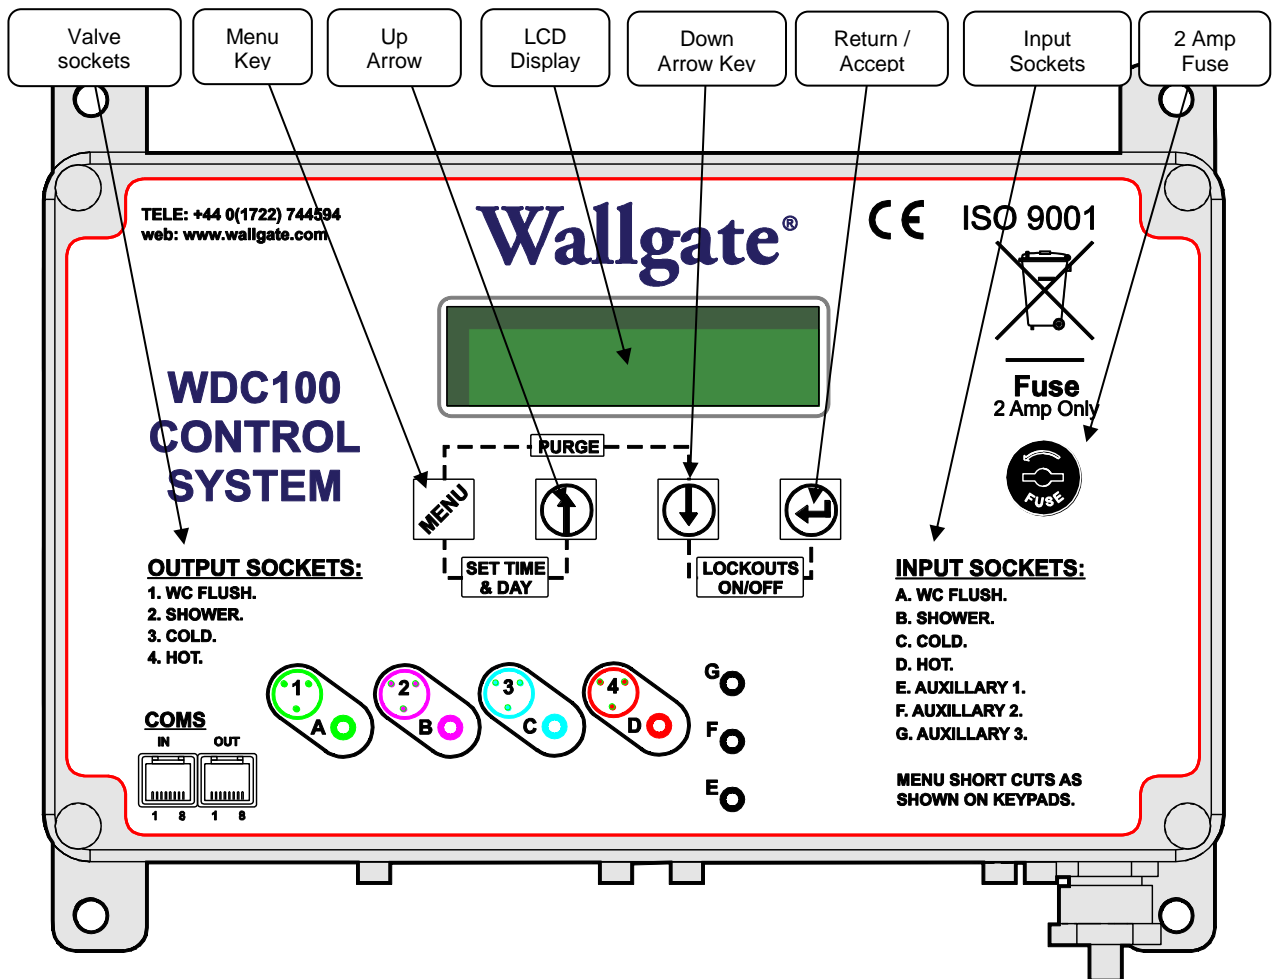 Valve
sockets
Menu
Key
Up
Arrow
LCD
Display
Down
Arrow Key
Return /
Accept
Input
Sockets
2 Amp
Fuse
TELE: +44 0(1722) 744594
web: www.wallgate.com
Wallgate®
CE
ISO 9001
WDC100
CONTROL
SYSTEM
Fuse
2 Amp Only
FUSE
PURGE
MENU
SET TIME
& DAY
LOCKOUTS
ON/OFF
OUTPUT SOCKETS:
1. WC FLUSH.
2. SHOWER.
3. COLD.
4. HOT.
INPUT SOCKETS:
A. WC FLUSH.
B. SHOWER.
C. COLD.
D. HOT.
E. AUXILLARY 1.
F. AUXILLARY 2.
G. AUXILLARY 3.
MENU SHORT CUTS AS
SHOWN ON KEYPADS.
1
A
2
B
3
C
4
D
G
F
E
COMS
IN OUT
1 8 1 8